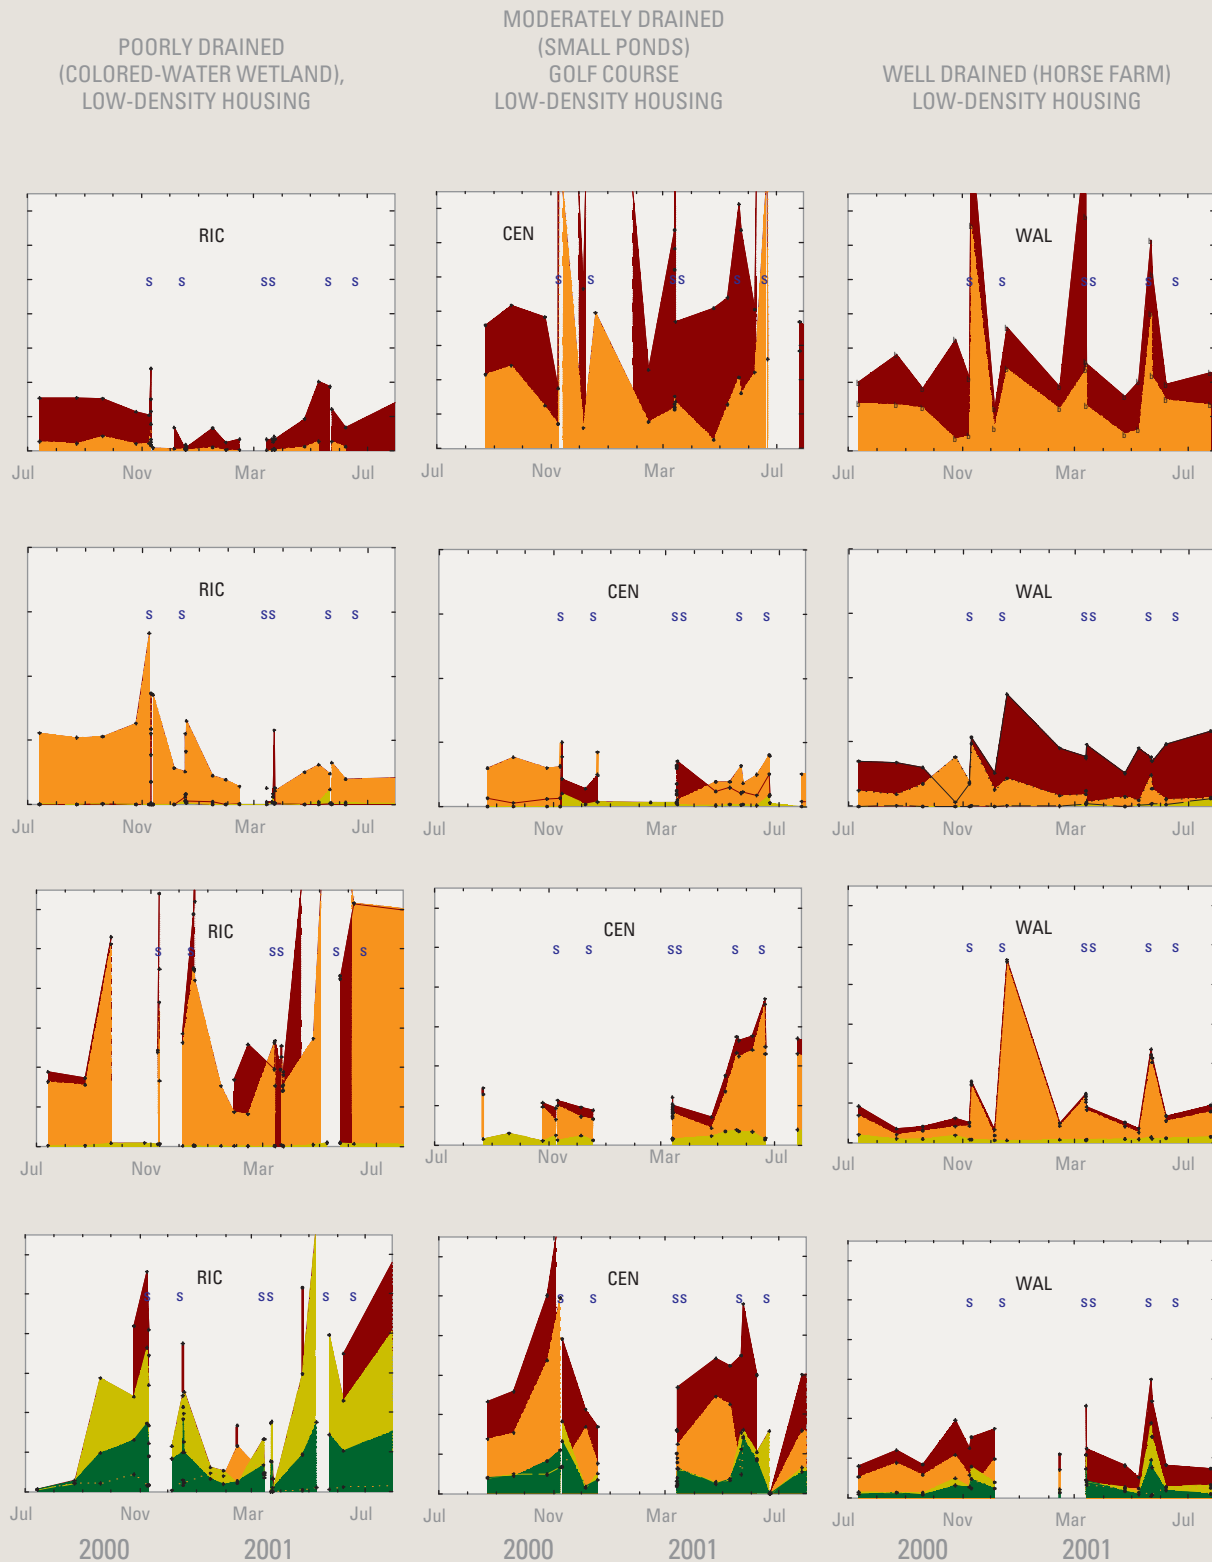 POORLY DRAINED
(COLORED-WATER WETLAND),
LOW-DENSITY HOUSING
MODERATELY DRAINED
(SMALL PONDS)
GOLF COURSE
LOW-DENSITY HOUSING
WELL DRAINED (HORSE FARM)
LOW-DENSITY HOUSING
RIC
S S SS S S
Jul Nov Mar Jul
CEN
S S SS S S
Jul Nov Mar Jul
WAL
S S SS S S
Jul Nov Mar Jul
RIC
S S SS S S
Jul Nov Mar Jul
CEN
S S SS S S
Jul Nov Mar Jul
WAL
S S SS S S
Jul Nov Mar Jul
RIC
S S SS S S
Jul Nov Mar Jul
CEN
S S SS S S
Jul Nov Mar Jul
WAL
S S SS S S
Jul Nov Mar Jul
RIC
S S SS S S
Jul Nov Mar Jul
2000 2001
CEN
S S SS S S
Jul Nov Mar Jul
2000 2001
WAL
S S SS S S
Jul Nov Mar Jul
2000 2001